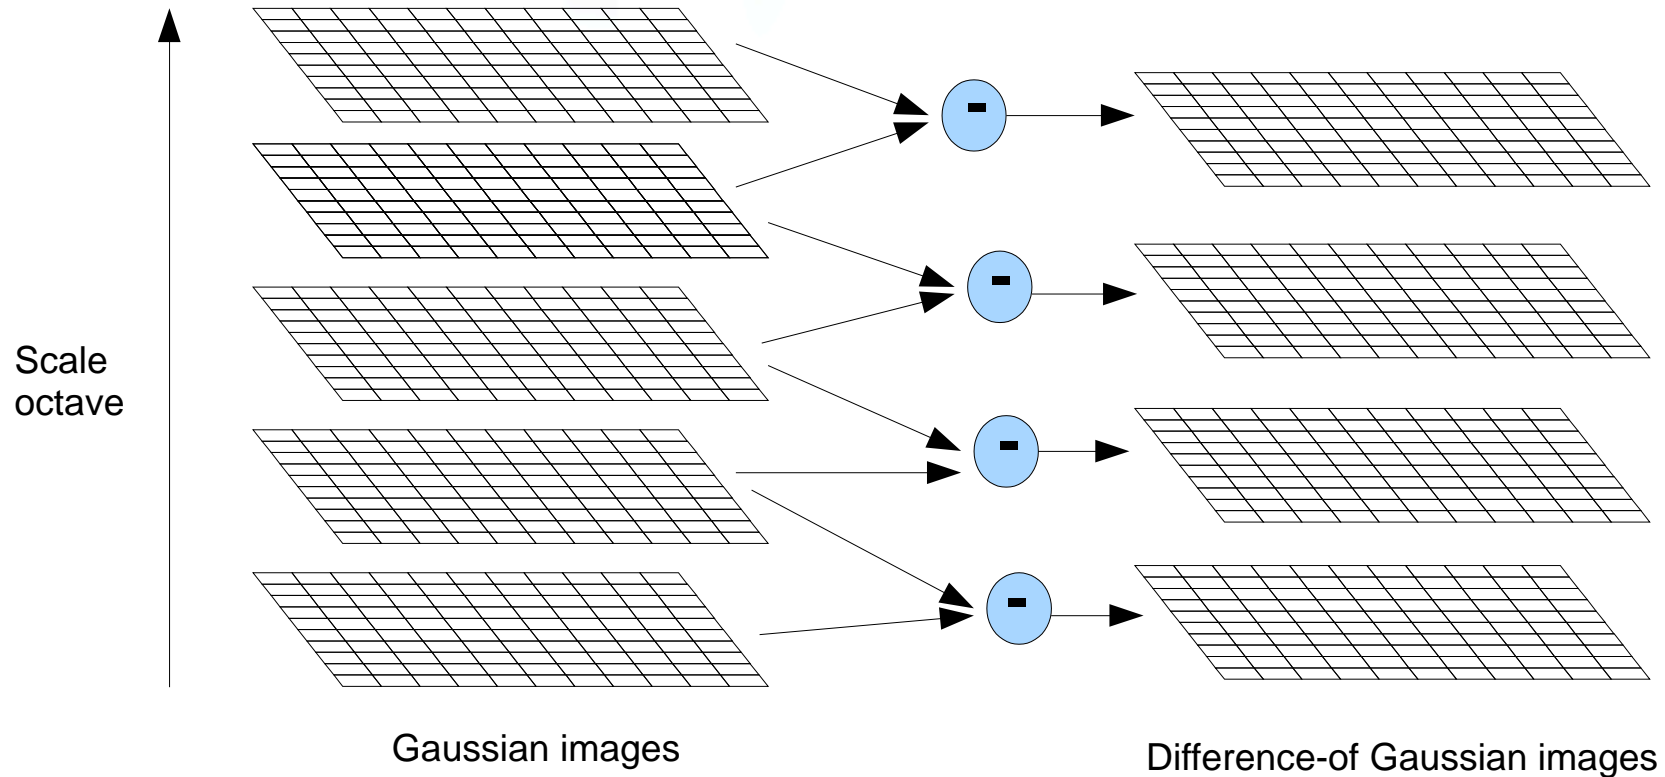 Scale
octave
-
-
-
-
Gaussian images
Difference-of Gaussian images